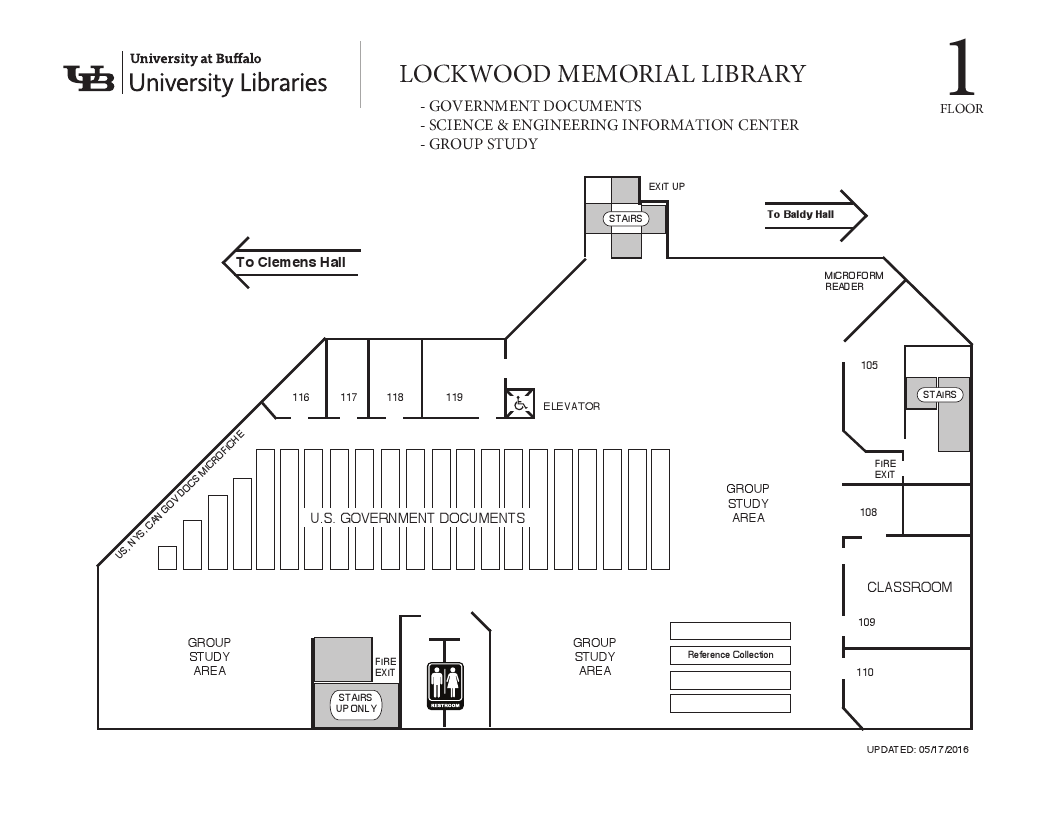 University at Buffalo
University Libraries
UB
LOCKWOOD MEMORIAL LIBRARY
- GOVERNMENT DOCUMENTS
- SCIENCE & ENGINEERING INFORMATION CENTER
- GROUP STUDY
1
FLOOR
EXIT UP
STAIRS
To Baldy Hall
To Clemens Hall
MICROFORM
READER
105
STAIRS
116
117
118
119
ELEVATOR
US, NYS, CAN GOV DOCS MICROFICHE
FIRE
EXIT
GROUP
STUDY
AREA
108
U.S. GOVERNMENT DOCUMENTS
CLASSROOM
109
GROUP
STUDY
AREA
FIRE
EXIT
STAIRS
UP ONLY
RESTROOM
GROUP
STUDY
AREA
Reference Collection
110
UPDATED: 05/17/2016